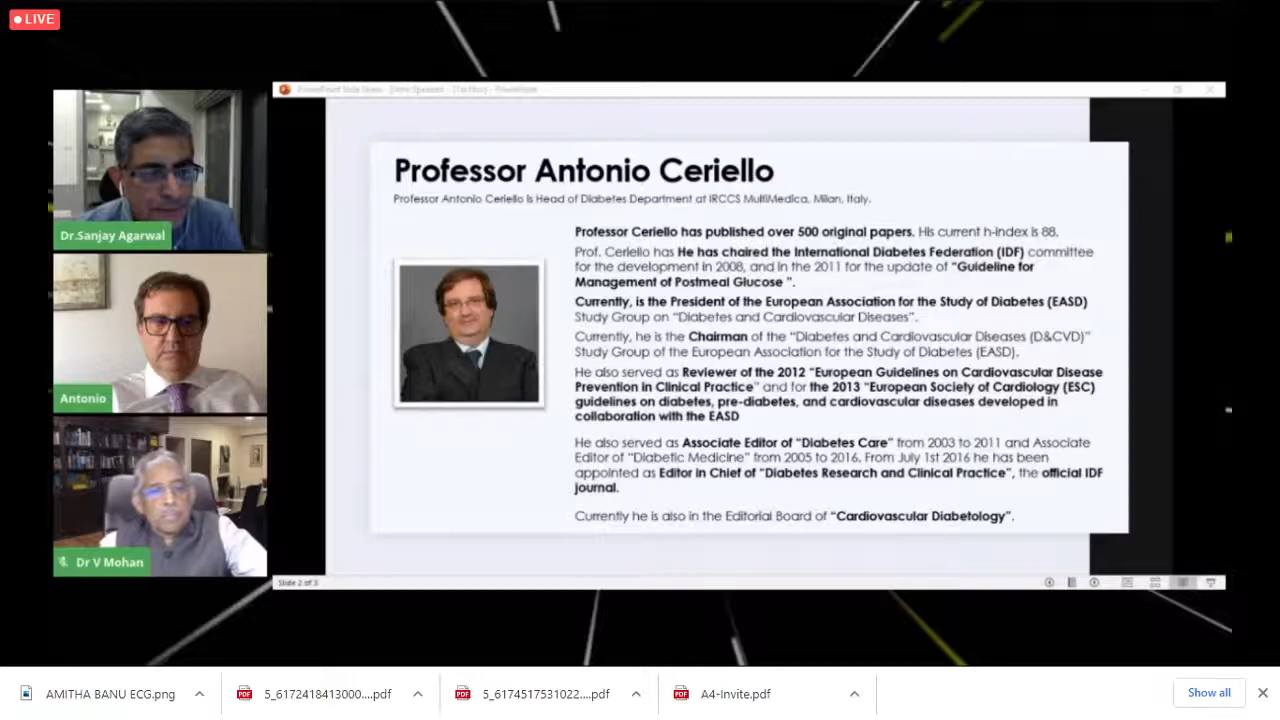 LIVE
PowerPoint Slide Show
Professor Antonio Ceriello
Professor Antonio Ceriello is Head of Diabetes Department at IRCCS MultiMedica, Milan, Italy.
Professor Ceriello has published over 500 original papers. His current h-index is 88.
Prof. Ceriello has He has chaired the International Diabetes Federation (IDF) committee
for the development in 2008, and in the 2011 for the update of “Guideline for
Management of Postmeal Glucose ”.
Currently, is the President of the European Association for the Study of Diabetes (EASD)
Study Group on “Diabetes and Cardiovascular Diseases”.
Currently, he is the Chairman of the “Diabetes and Cardiovascular Diseases (D&CVD)”
Study Group of the European Association for the Study of Diabetes (EASD).
He also served as Reviewer of the 2012 “European Guidelines on Cardiovascular Disease
Prevention in Clinical Practice” and for the 2013 “European Society of Cardiology (ESC)
guidelines on diabetes, pre-diabetes, and cardiovascular diseases developed in
collaboration with the EASD
He also served as Associate Editor of “Diabetes Care” from 2003 to 2011 and Associate
Editor of “Diabetic Medicine” from 2005 to 2016. From July 1st 2016 he has been
appointed as Editor in Chief of “Diabetes Research and Clinical Practice”, the official IDF
journal.
Currently he is also in the Editorial Board of “Cardiovascular Diabetology”.
Dr.Sanjay Agarwal
Antonio
Dr V Mohan
Slide 2 of 3
AMITHA BANU ECG.png
5_6172418413000....pdf
5_6174517531022....pdf
A4-Invite.pdf
Show all